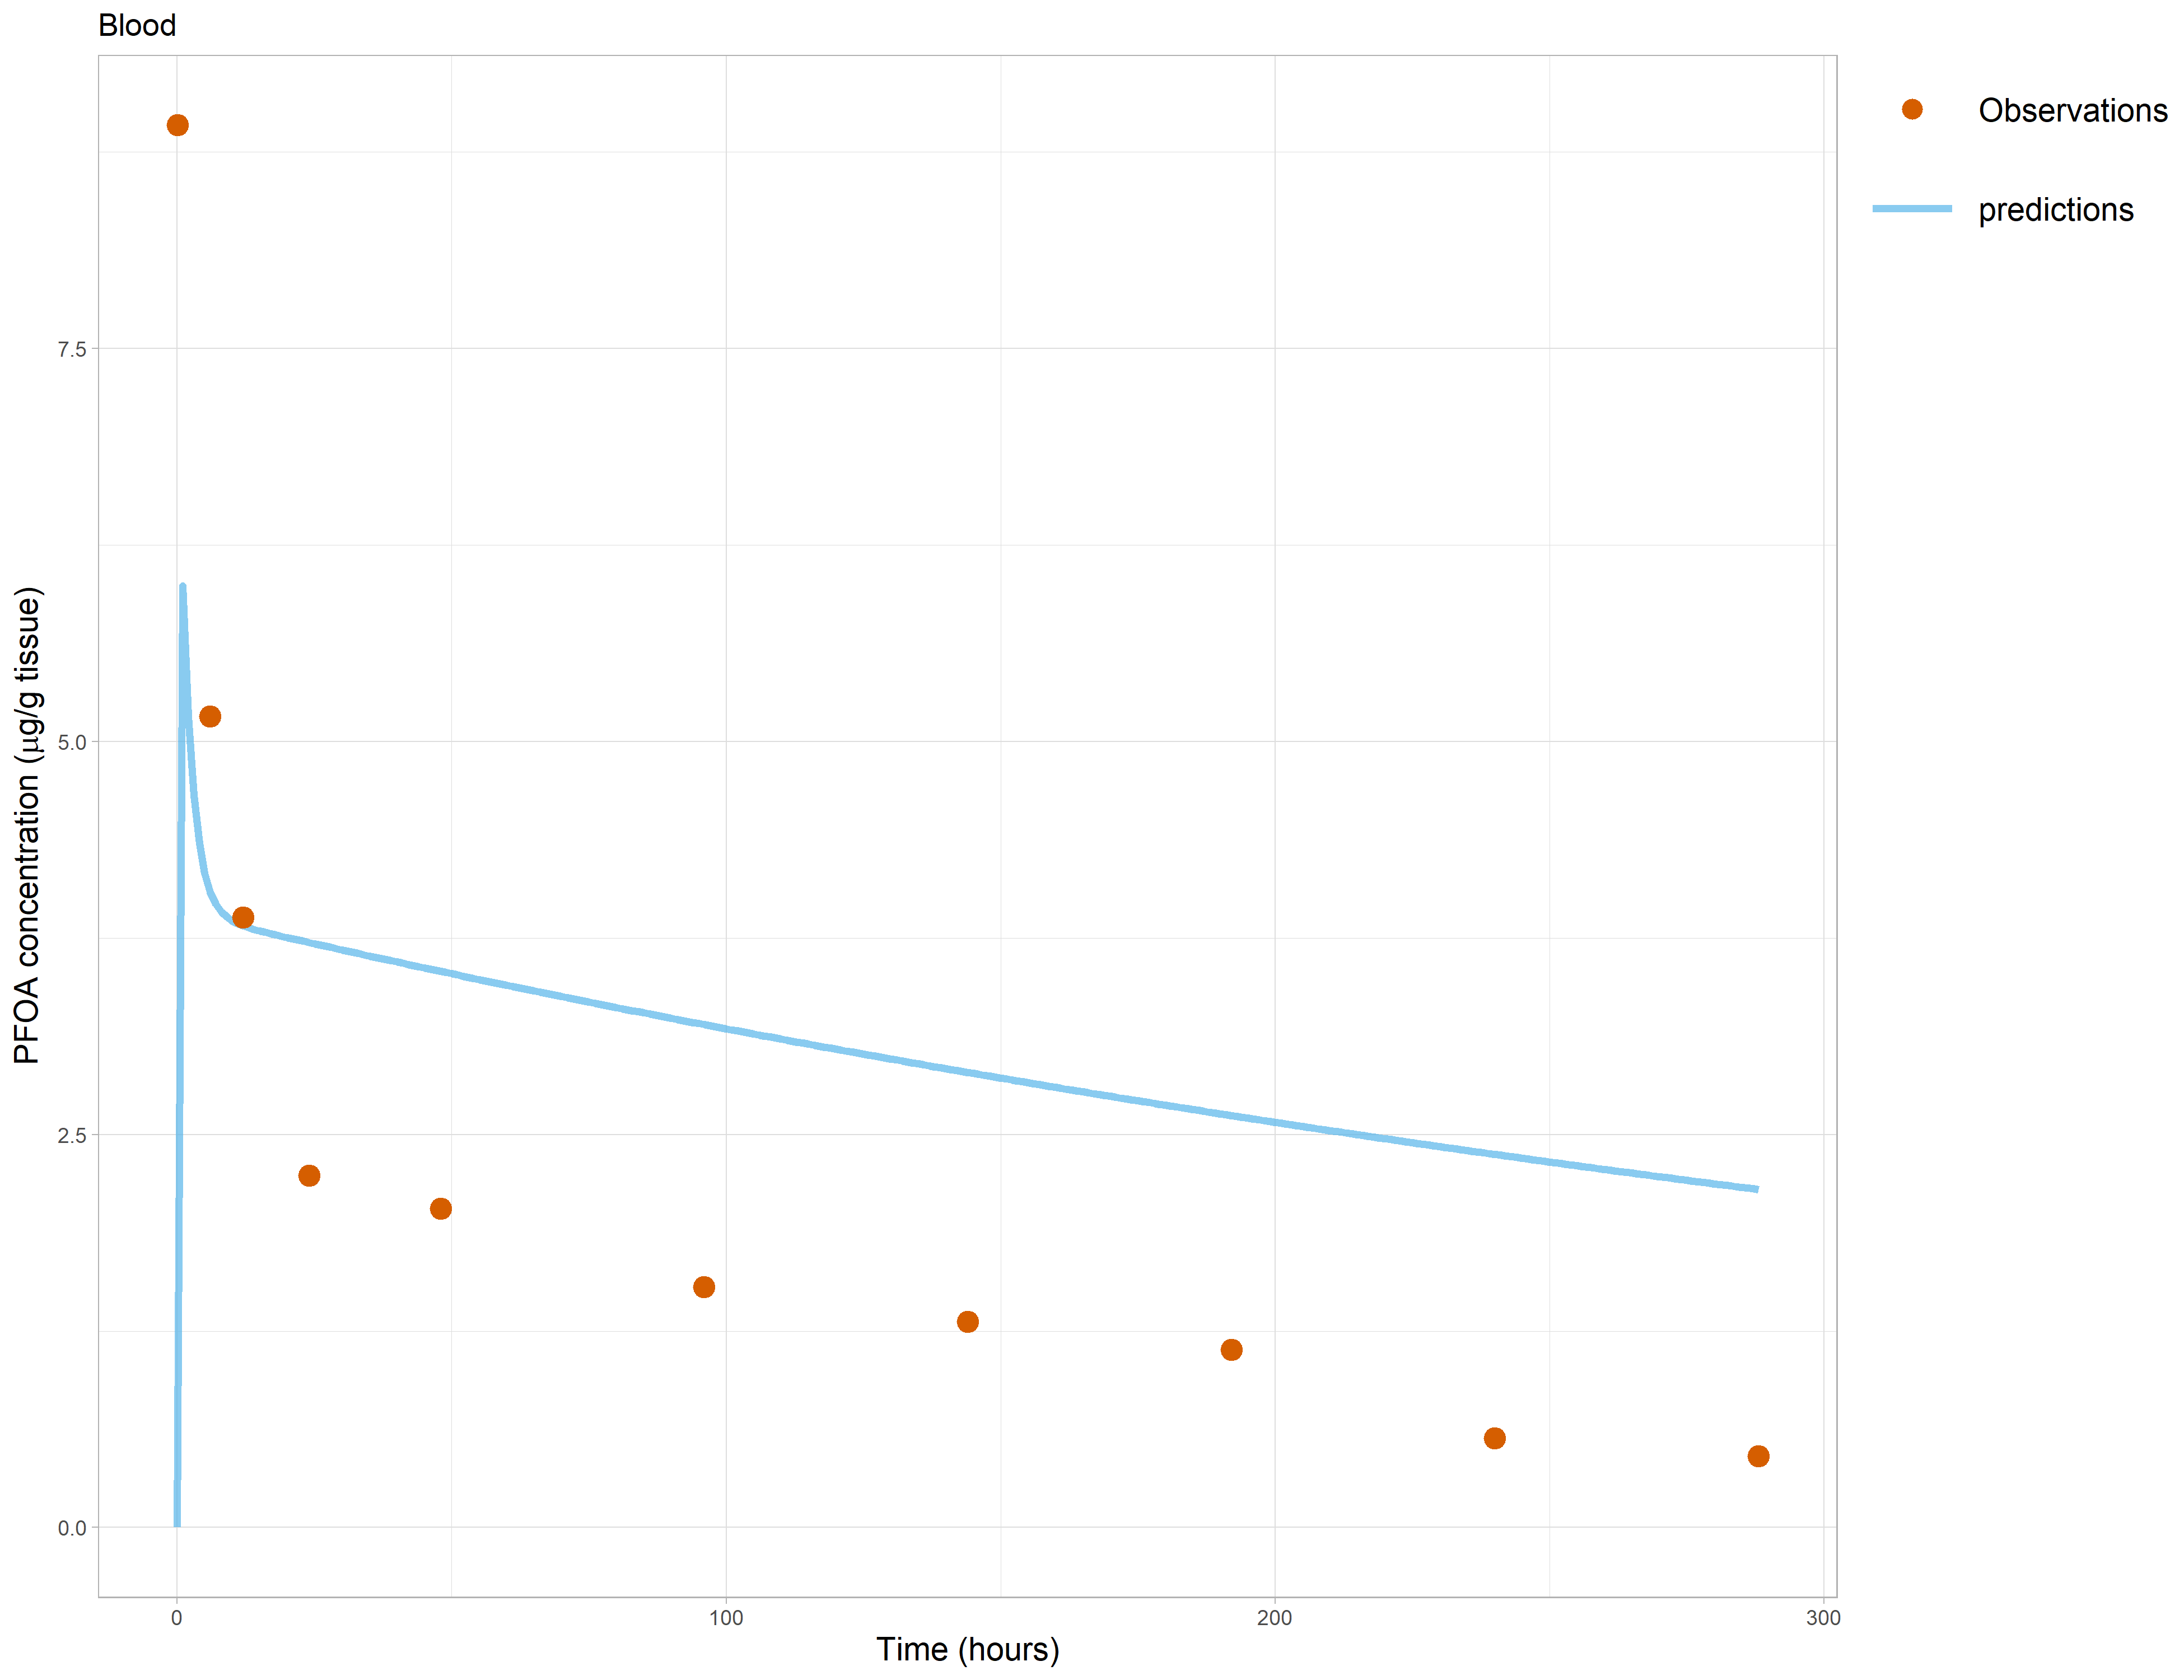 Blood
Observations
predictions
7.5
5.0
2.5
0.0
PFOA concentration (μg/g tissue)
0 100 200 300
Time (hours)